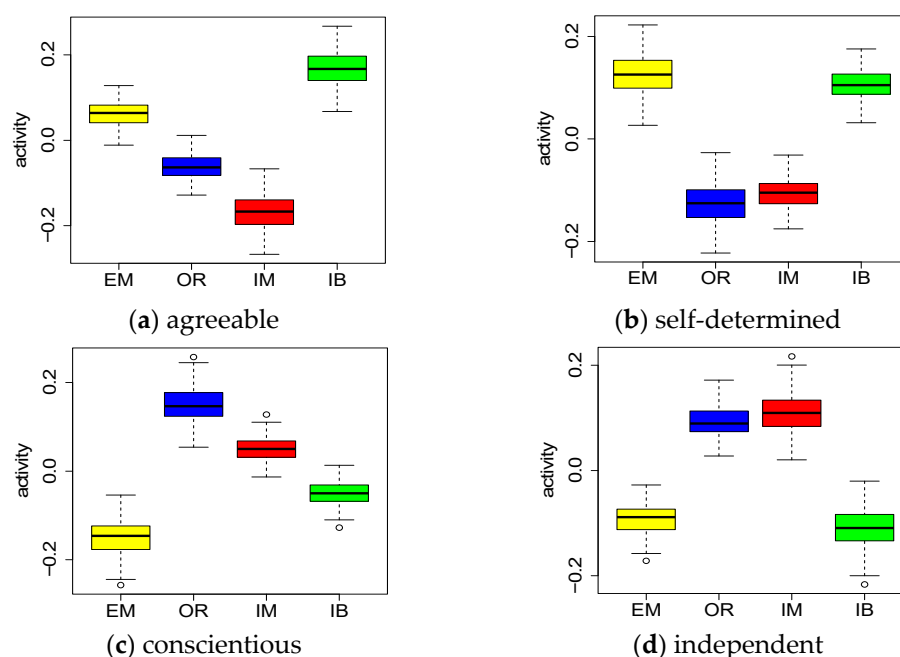 activity
0.2
0.0
−0.2
EM OR IM IB
(a) agreeable
activity
0.2
0.0
−0.2
EM OR IM IB
(b) self-determined
activity
0.2
0.0
−0.2
EM OR IM IB
(c) conscientious
activity
0.2
0.0
−0.2
EM OR IM IB
(d) independent